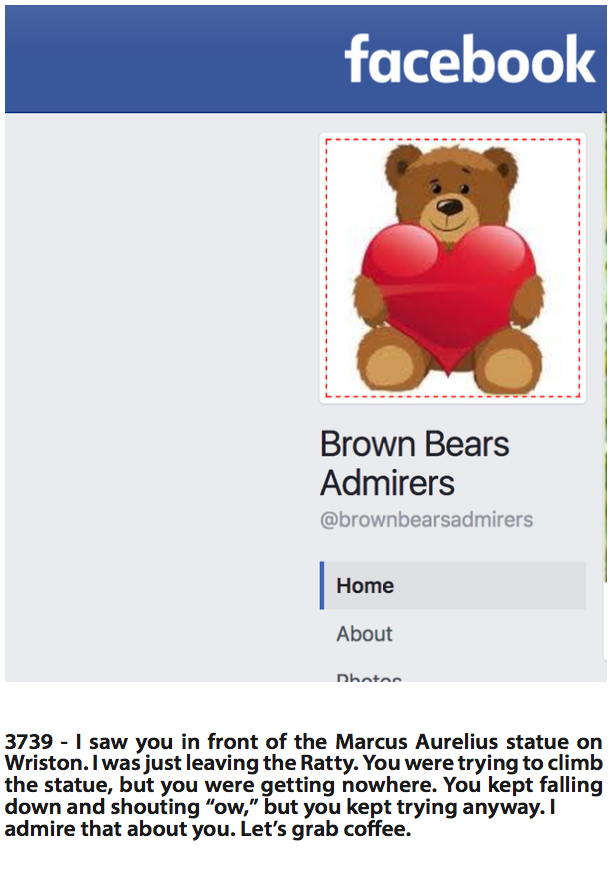 facebook
Brown Bears
Admirers
@brownbearsadmirers
Home
About
Photos
3739 - I saw you in front of the Marcus Aurelius statue on
Wriston. I was just leaving the Ratty. You were trying to climb
the statue, but you were getting nowhere. You kept falling
down and shouting “ow,” but you kept trying anyway. I
admire that about you. Let’s grab coffee.